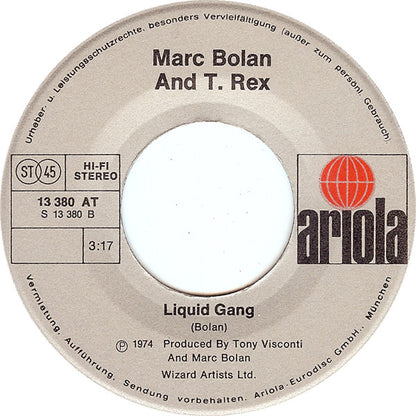 Urheber- u. Leistungsschutzrechte, besonders Vervielfältigung (außer zum persönl. Gebrauch),
Marc Bolan
And T. Rex
ST 45
HI-FI
STEREO
13 380 AT
S 13 380 B
3:17
ariola
Liquid Gang
(Bolan)
Ⓟ 1974 Produced By Tony Visconti
And Marc Bolan
Wizard Artists Ltd.
Vermietung, Aufführung, Sendung vorbehalten. Ariola-Eurodisc GmbH., München